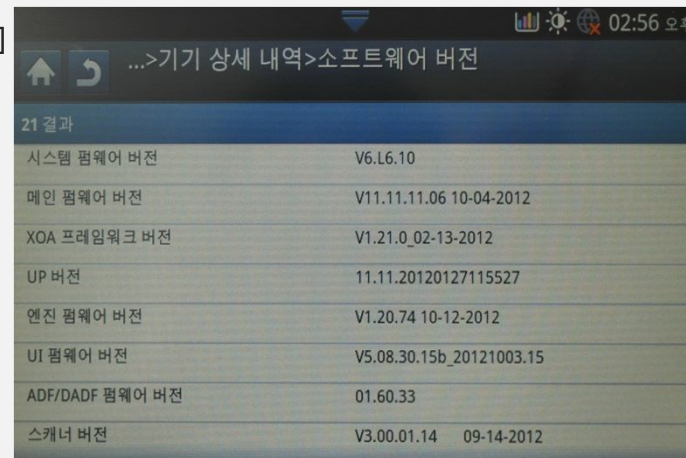 ]
02:56 오후
...>기기 상세 내역>소프트웨어 버전
21 결과
시스템 펌웨어 버전 V6.L6.10
메인 펌웨어 버전 V11.11.11.06 10-04-2012
XOA 프레임워크 버전 V1.21.0_02-13-2012
UP 버전 11.11.20120127115527
엔진 펌웨어 버전 V1.20.74 10-12-2012
UI 펌웨어 버전 V5.08.30.15b_20121003.15
ADF/DADF 펌웨어 버전 01.60.33
스캐너 버전 V3.00.01.14 09-14-2012